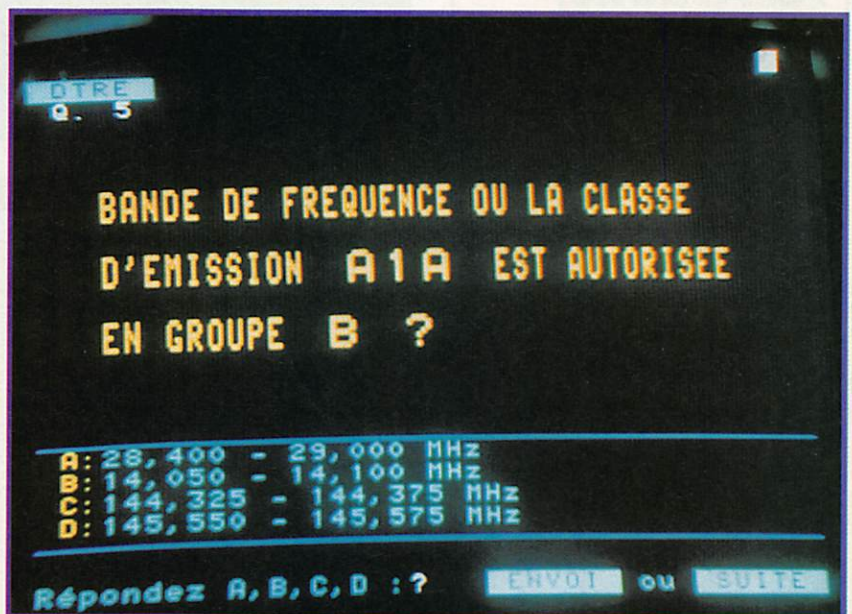 DTRE
Q. 5
BANDE DE FREQUENCE OU LA CLASSE
D'EMISSION A1A EST AUTORISEE
EN GROUPE B ?
A: 28,400 - 29,000 MHz
B: 14,050 - 14,100 MHz
C: 144,325 - 144,375 MHz
D: 145,550 - 145,575 MHz
Répondez A,B,C,D :? ENVOI ou SUITE